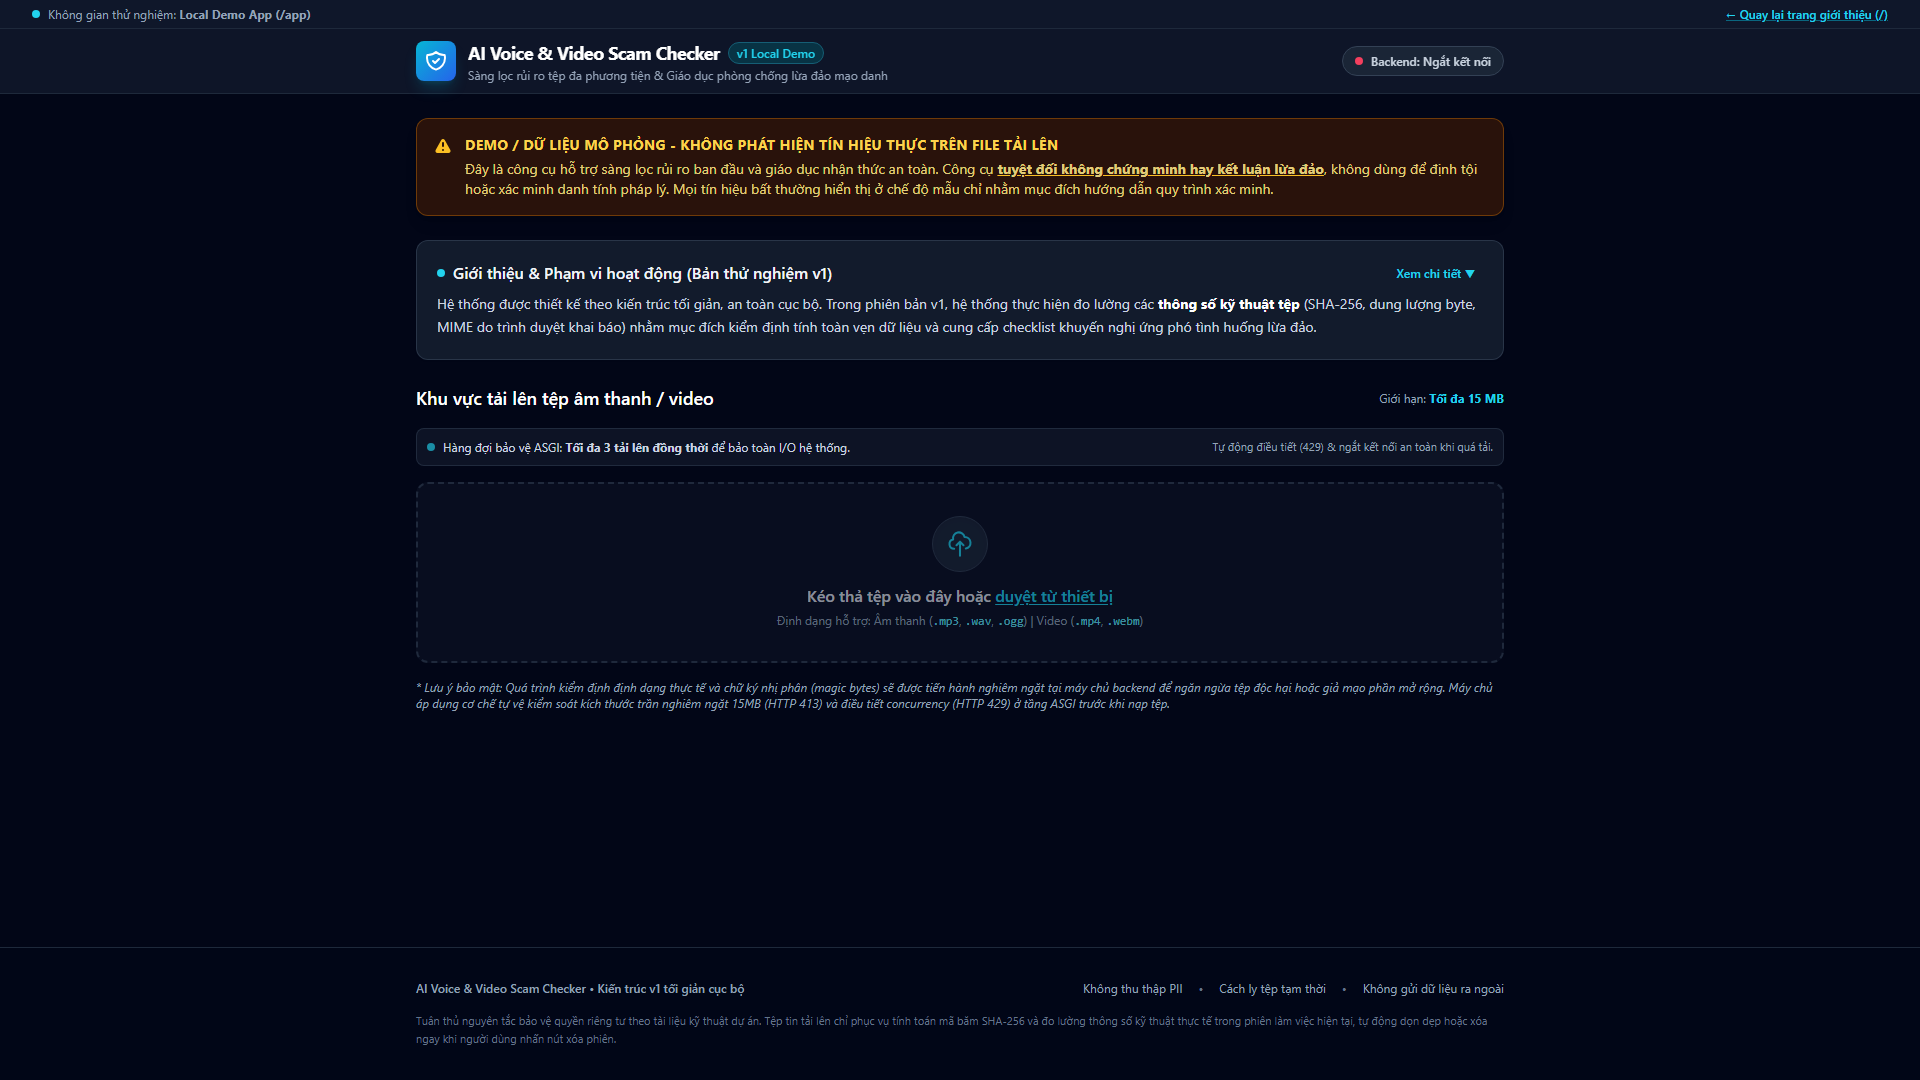 Không gian thử nghiệm: Local Demo App (/app)
← Quay lại trang giới thiệu (/)
AI Voice & Video Scam Checker
v1 Local Demo
Sàng lọc rủi ro tệp đa phương tiện & Giáo dục phòng chống lừa đảo mạo danh
Backend: Ngắt kết nối
DEMO / DỮ LIỆU MÔ PHỎNG - KHÔNG PHÁT HIỆN TÍN HIỆU THỰC TRÊN FILE TẢI LÊN
Đây là công cụ hỗ trợ sàng lọc rủi ro ban đầu và giáo dục nhận thức an toàn. Công cụ tuyệt đối không chứng minh hay kết luận lừa đảo, không dùng để định tội
hoặc xác minh danh tính pháp lý. Mọi tín hiệu bất thường hiển thị ở chế độ mẫu chỉ nhằm mục đích hướng dẫn quy trình xác minh.
Giới thiệu & Phạm vi hoạt động (Bản thử nghiệm v1)
Xem chi tiết ▼
Hệ thống được thiết kế theo kiến trúc tối giản, an toàn cục bộ. Trong phiên bản v1, hệ thống thực hiện đo lường các thông số kỹ thuật tệp (SHA-256, dung lượng byte,
MIME do trình duyệt khai báo) nhằm mục đích kiểm định tính toàn vẹn dữ liệu và cung cấp checklist khuyến nghị ứng phó tình huống lừa đảo.
Khu vực tải lên tệp âm thanh / video
Giới hạn: Tối đa 15 MB
Hàng đợi bảo vệ ASGI: Tối đa 3 tải lên đồng thời để bảo toàn I/O hệ thống.
Tự động điều tiết (429) & ngắt kết nối an toàn khi quá tải.
Kéo thả tệp vào đây hoặc duyệt từ thiết bị
Định dạng hỗ trợ: Âm thanh (.mp3, .wav, .ogg) | Video (.mp4, .webm)
* Lưu ý bảo mật: Quá trình kiểm định định dạng thực tế và chữ ký nhị phân (magic bytes) sẽ được tiến hành nghiêm ngặt tại máy chủ backend để ngăn ngừa tệp độc hại hoặc giả mạo phần mở rộng. Máy chủ
áp dụng cơ chế tự vệ kiểm soát kích thước trần nghiêm ngặt 15MB (HTTP 413) và điều tiết concurrency (HTTP 429) ở tầng ASGI trước khi nạp tệp.
AI Voice & Video Scam Checker • Kiến trúc v1 tối giản cục bộ
Không thu thập PII • Cách ly tệp tạm thời • Không gửi dữ liệu ra ngoài
Tuân thủ nguyên tắc bảo vệ quyền riêng tư theo tài liệu kỹ thuật dự án. Tệp tin tải lên chỉ phục vụ tính toán mã băm SHA-256 và đo lường thông số kỹ thuật thực tế trong phiên làm việc hiện tại, tự động dọn dẹp hoặc xóa
ngay khi người dùng nhấn nút xóa phiên.